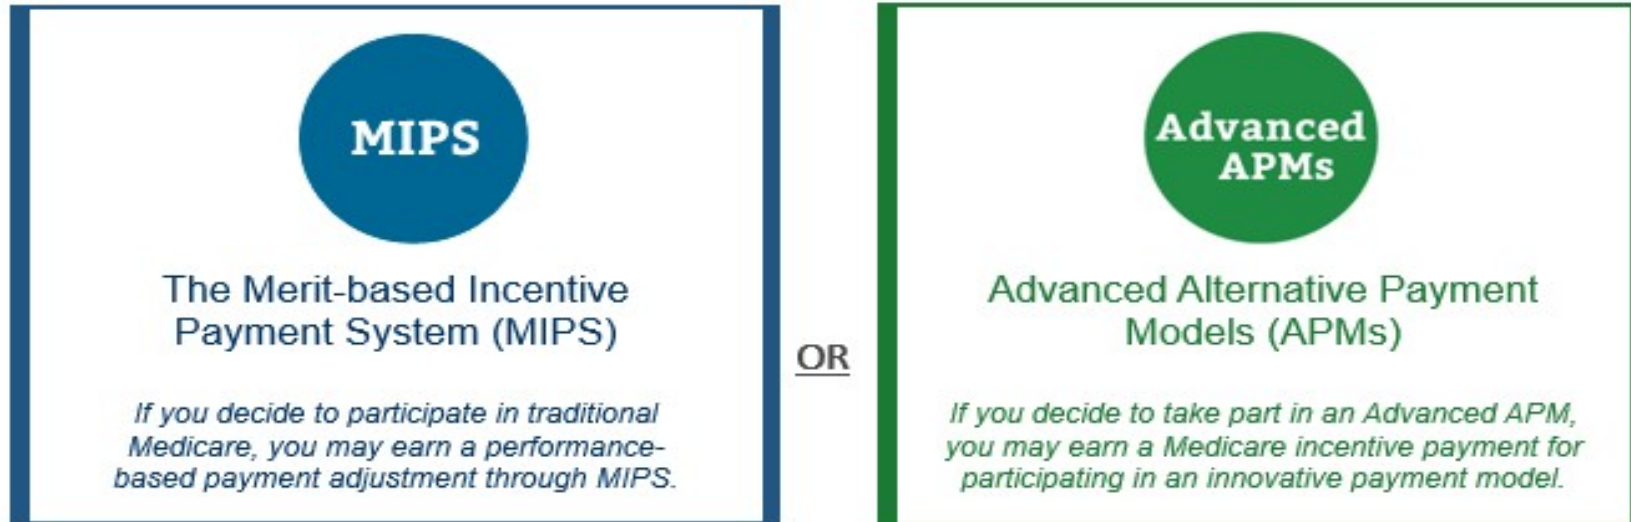 MIPS
The Merit-based Incentive
Payment System (MIPS)
If you decide to participate in traditional
Medicare, you may earn a performance-
based payment adjustment through MIPS.
OR
Advanced
APMs
Advanced Alternative Payment
Models (APMs)
If you decide to take part in an Advanced APM,
you may earn a Medicare incentive payment for
participating in an innovative payment model.